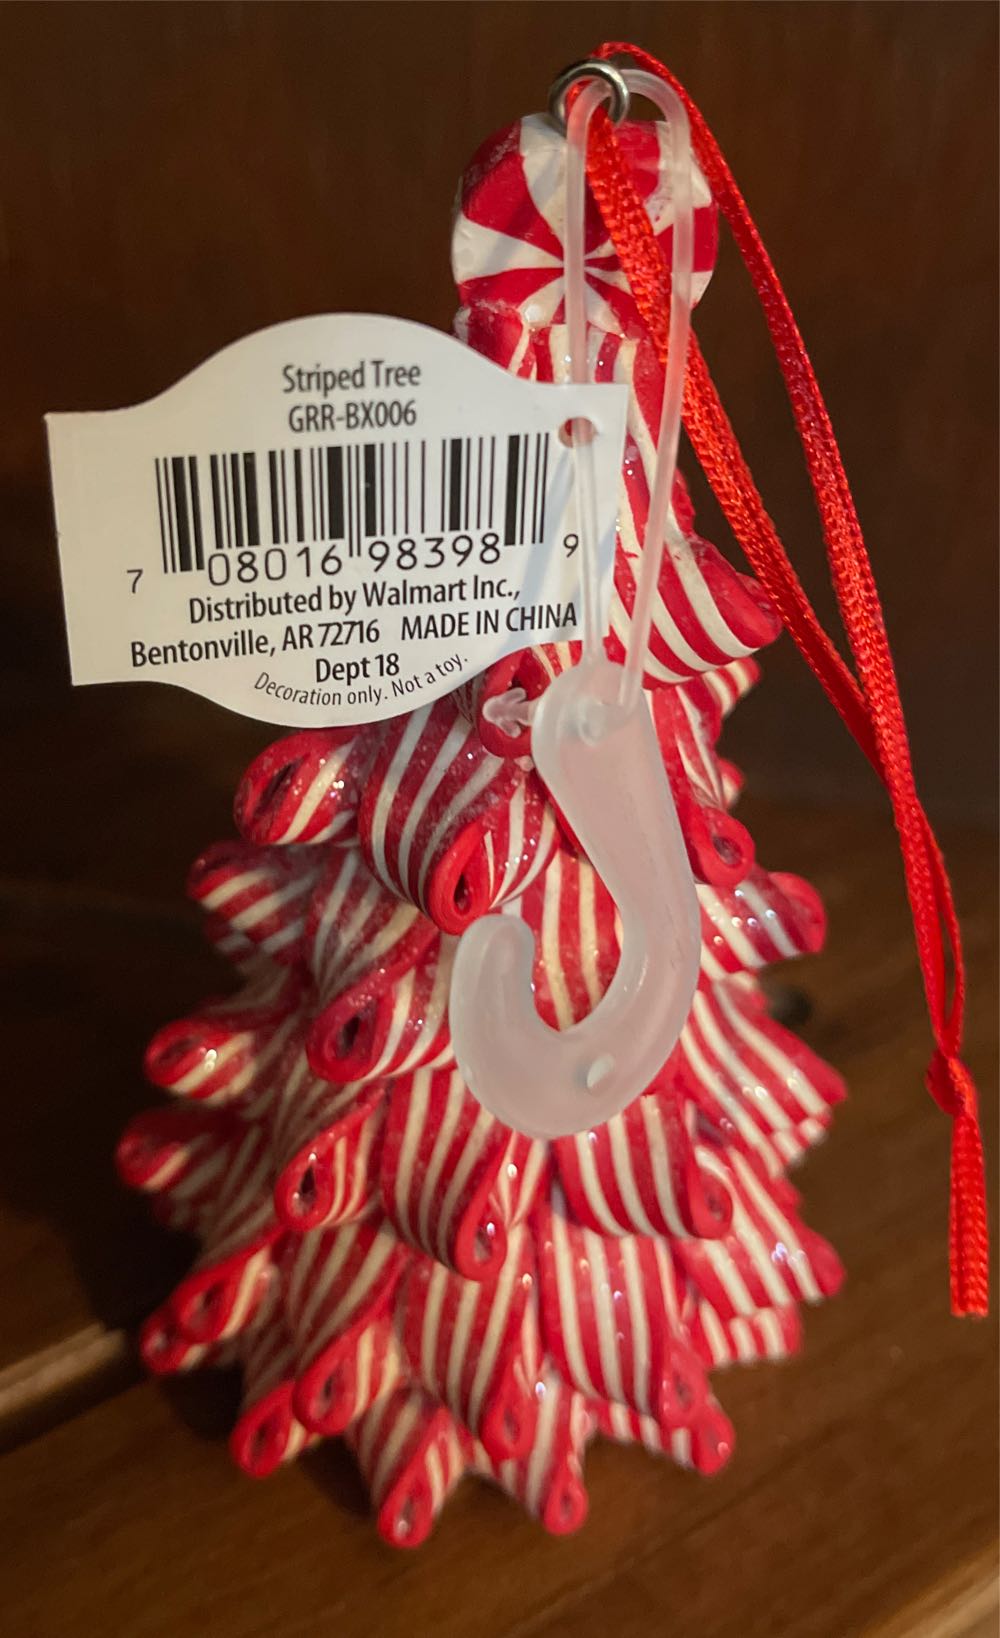 Striped Tree
GRR-BX006
7 08016 98398 9
Distributed by Walmart Inc.,
Bentonville, AR 72716 MADE IN CHINA
Dept 18
Decoration only. Not a toy.